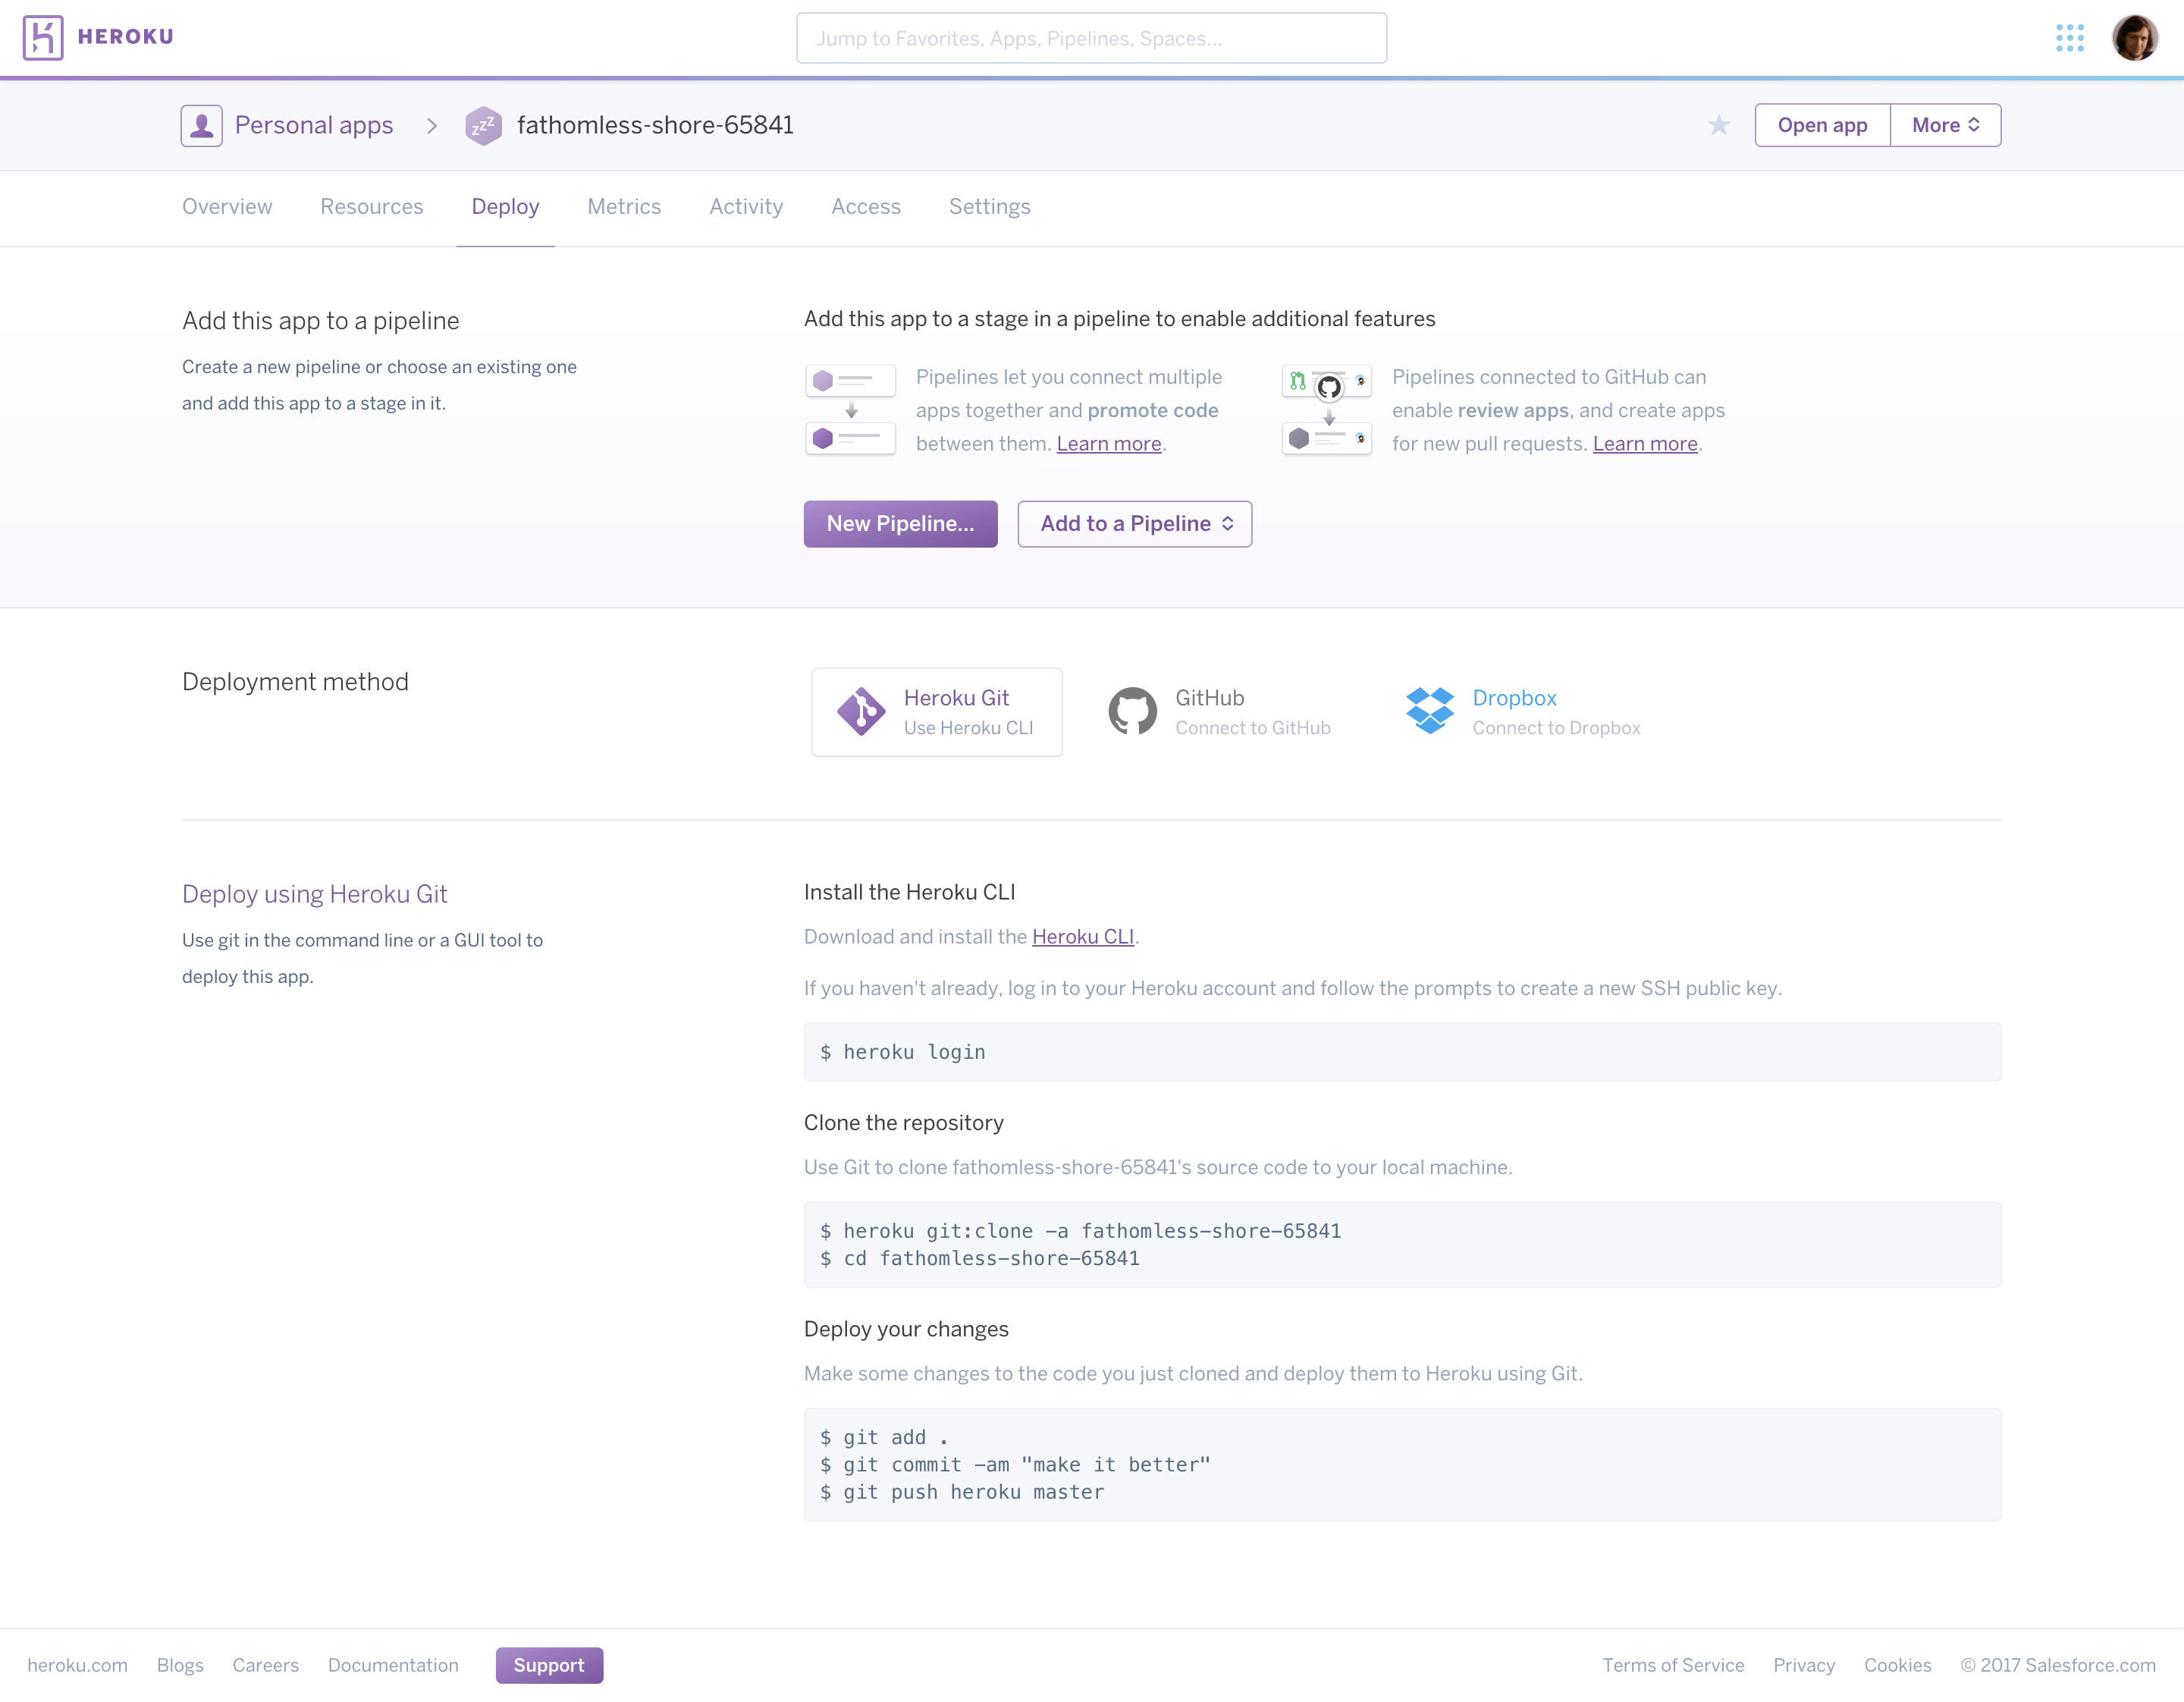 HEROKU
Jump to Favorites, Apps, Pipelines, Spaces...
Personal apps
zzz
fathomless-shore-65841
Open app
More
Overview
Resources
Deploy
Metrics
Activity
Access
Settings
Add this app to a pipeline
Create a new pipeline or choose an existing one
and add this app to a stage in it.
Add this app to a stage in a pipeline to enable additional features
Pipelines let you connect multiple
apps together and promote code
between them. Learn more.
Pipelines connected to GitHub can
enable review apps, and create apps
for new pull requests. Learn more.
New Pipeline...
Add to a Pipeline
Deployment method
Heroku Git
Use Heroku CLI
GitHub
Connect to GitHub
Dropbox
Connect to Dropbox
Deploy using Heroku Git
Use git in the command line or a GUI tool to
deploy this app.
Install the Heroku CLI
Download and install the Heroku CLI.
If you haven't already, log in to your Heroku account and follow the prompts to create a new SSH public key.
$ heroku login
Clone the repository
Use Git to clone fathomless-shore-65841's source code to your local machine.
$ heroku git:clone -a fathomless-shore-65841
$ cd fathomless-shore-65841
Deploy your changes
Make some changes to the code you just cloned and deploy them to Heroku using Git.
$ git add .
$ git commit -am "make it better"
$ git push heroku master
heroku.com
Blogs
Careers
Documentation
Support
Terms of Service
Privacy
Cookies
© 2017 Salesforce.com